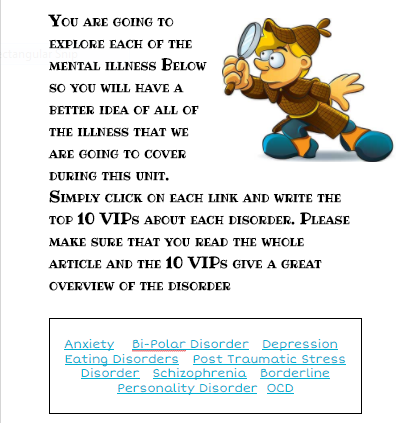 You are going to
explore each of the
mental illness Below
so you will have a
better idea of all of
the illness that we
are going to cover
during this unit.
Simply click on each link and write the
top 10 VIPs about each disorder. Please
make sure that you read the whole
article and the 10 VIPs give a great
overview of the disorder
Anxiety Bi-Polar Disorder Depression
Eating Disorders Post Traumatic Stress
Disorder Schizophrenia Borderline
Personality Disorder OCD